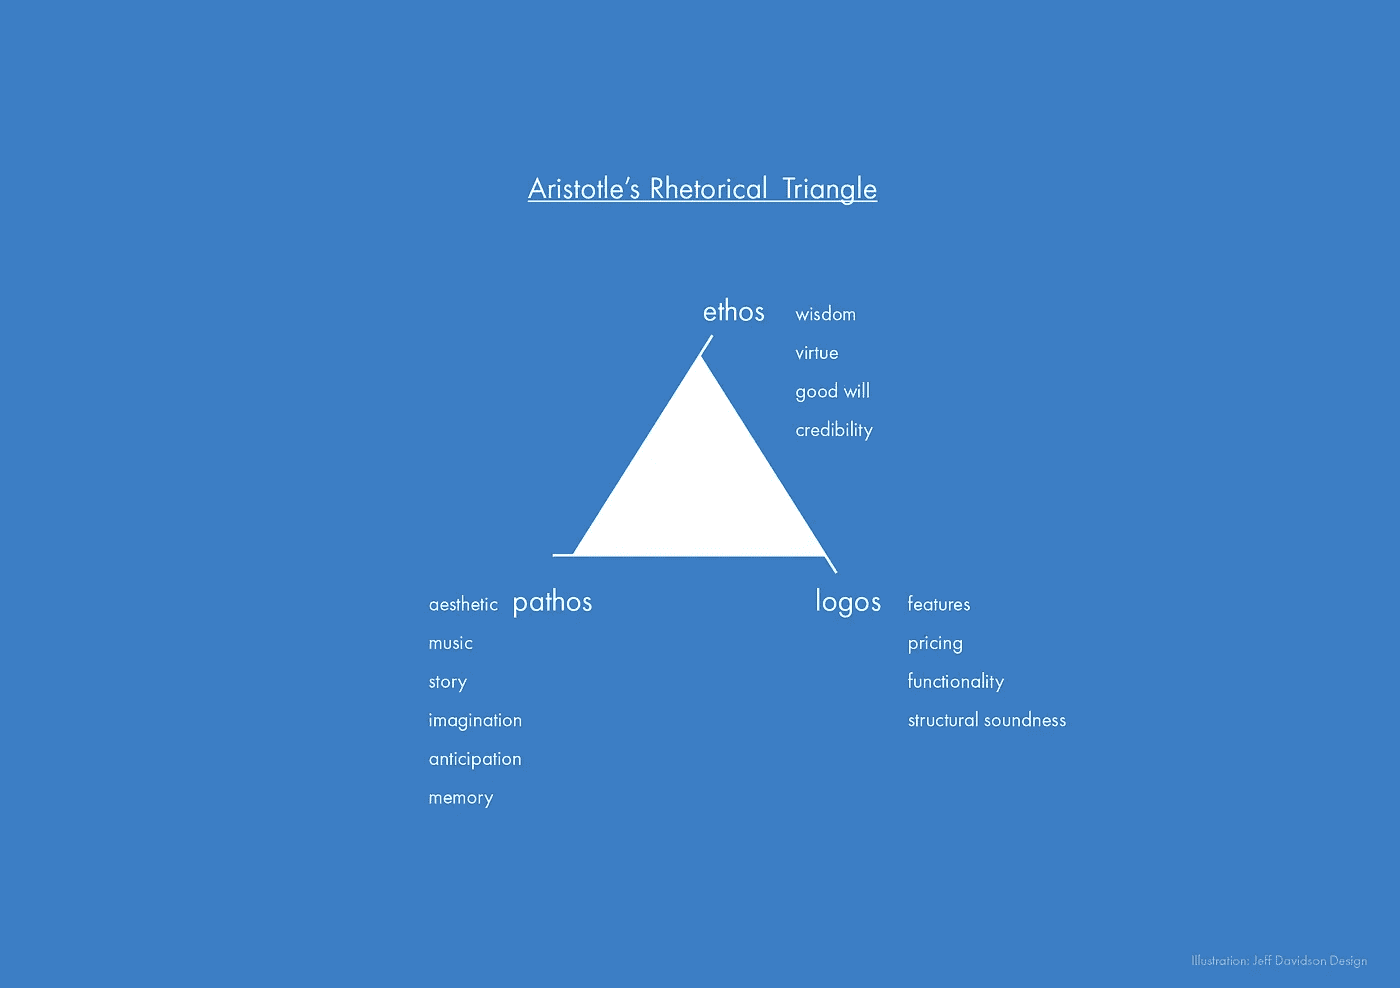 Aristotle's Rhetorical Triangle
ethos
wisdom
virtue
good will
credibility
pathos
aesthetic
music
story
imagination
anticipation
memory
logos
features
pricing
functionality
structural soundness
Illustration: Jeff Davidson Design